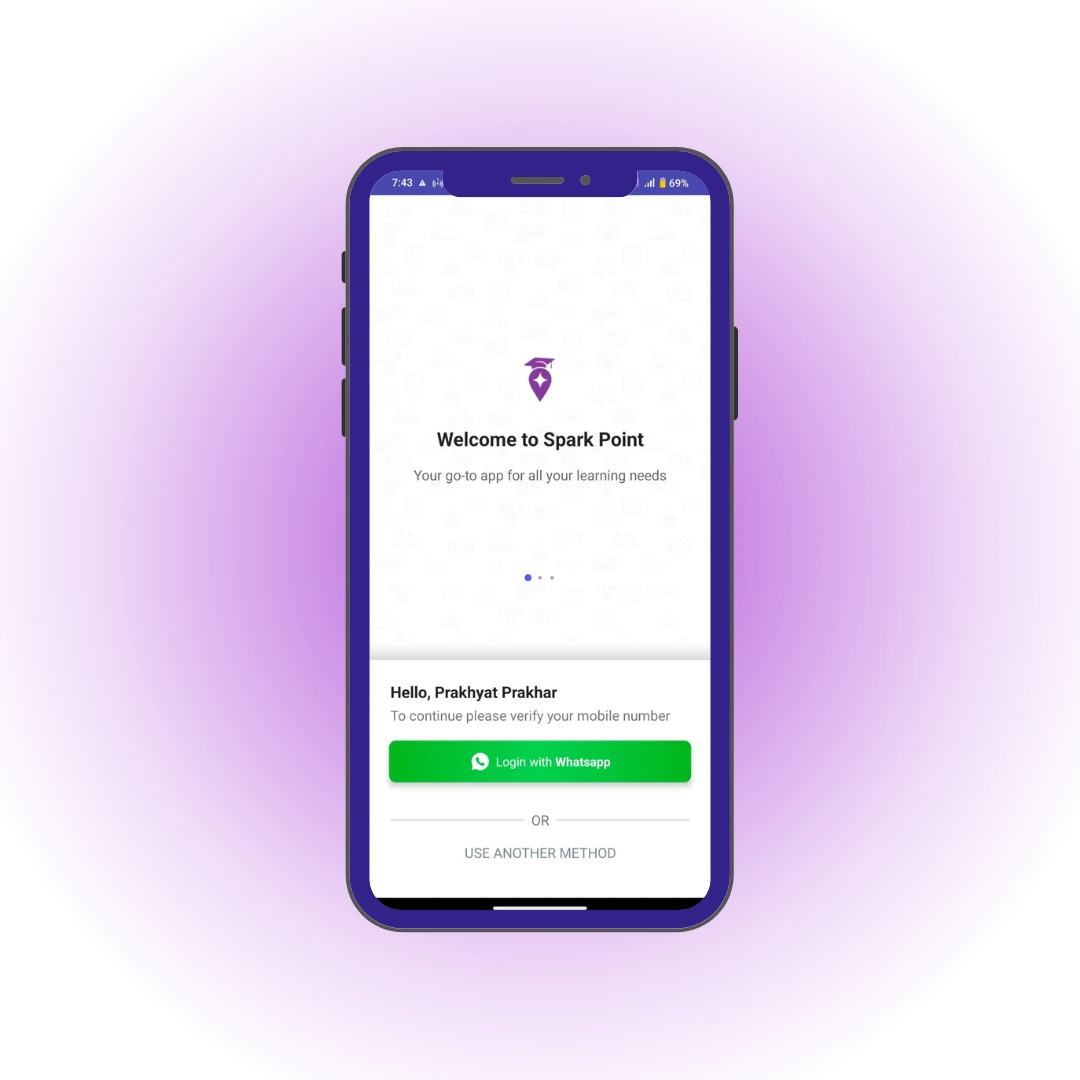 7:43 69%
Welcome to Spark Point
Your go-to app for all your learning needs
Hello, Prakhyat Prakhar
To continue please verify your mobile number
Login with Whatsapp
OR
USE ANOTHER METHOD